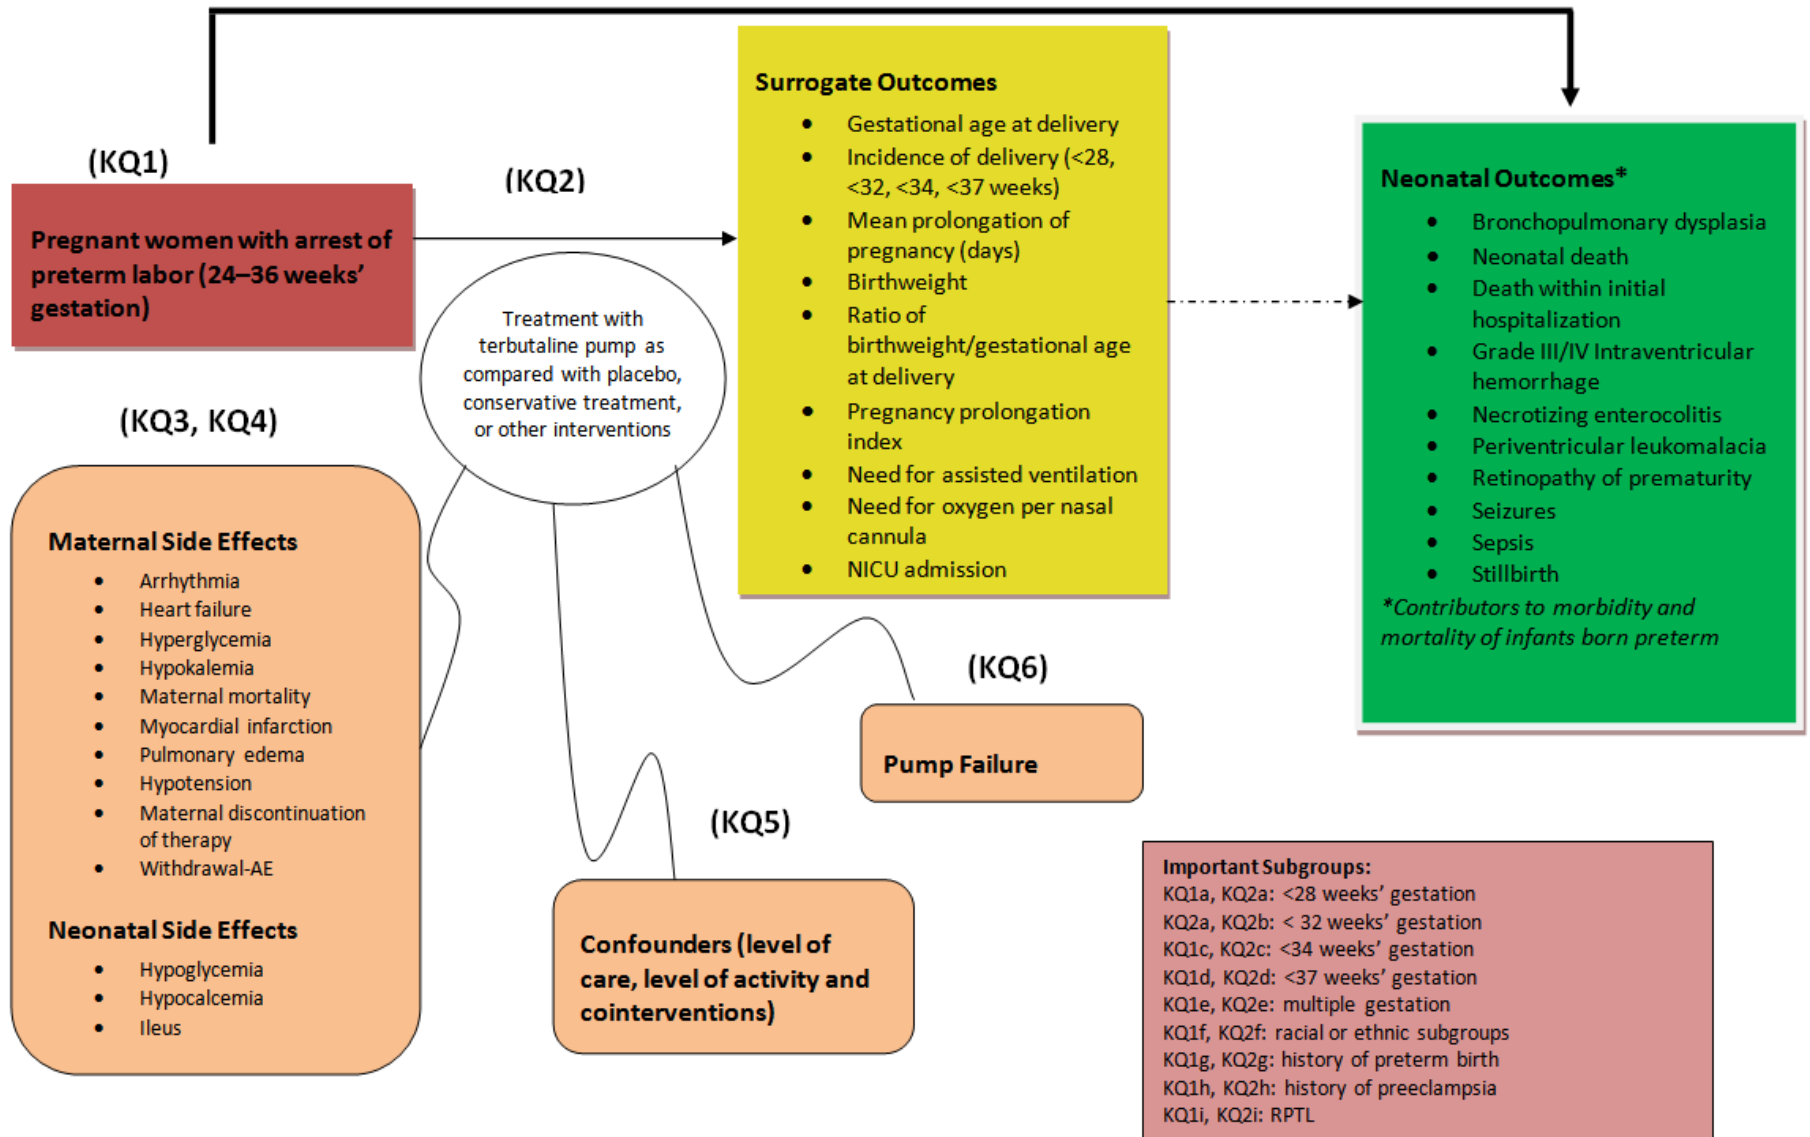 (KQ1)
Pregnant women with arrest of
preterm labor (24–36 weeks’
gestation)
(KQ2)
Treatment with
terbutaline pump as
compared with placebo,
conservative treatment,
or other interventions
Surrogate Outcomes
• Gestational age at delivery
• Incidence of delivery (<28,
<32, <34, <37 weeks)
• Mean prolongation of
pregnancy (days)
• Birthweight
• Ratio of
birthweight/gestational age
at delivery
• Pregnancy prolongation
index
• Need for assisted ventilation
• Need for oxygen per nasal
cannula
• NICU admission
Neonatal Outcomes*
• Bronchopulmonary dysplasia
• Neonatal death
• Death within initial
hospitalization
• Grade III/IV Intraventricular
hemorrhage
• Necrotizing enterocolitis
• Periventricular leukomalacia
• Retinopathy of prematurity
• Seizures
• Sepsis
• Stillbirth
*Contributors to morbidity and
mortality of infants born preterm
(KQ3, KQ4)
Maternal Side Effects
• Arrhythmia
• Heart failure
• Hyperglycemia
• Hypokalemia
• Maternal mortality
• Myocardial infarction
• Pulmonary edema
• Hypotension
• Maternal discontinuation
of therapy
• Withdrawal-AE
Neonatal Side Effects
• Hypoglycemia
• Hypocalcemia
• Ileus
(KQ5)
Confounders (level of
care, level of activity and
cointerventions)
(KQ6)
Pump Failure
Important Subgroups:
KQ1a, KQ2a: <28 weeks’ gestation
KQ2a, KQ2b: < 32 weeks’ gestation
KQ1c, KQ2c: <34 weeks’ gestation
KQ1d, KQ2d: <37 weeks’ gestation
KQ1e, KQ2e: multiple gestation
KQ1f, KQ2f: racial or ethnic subgroups
KQ1g, KQ2g: history of preterm birth
KQ1h, KQ2h: history of preeclampsia
KQ1i, KQ2i: RPTL